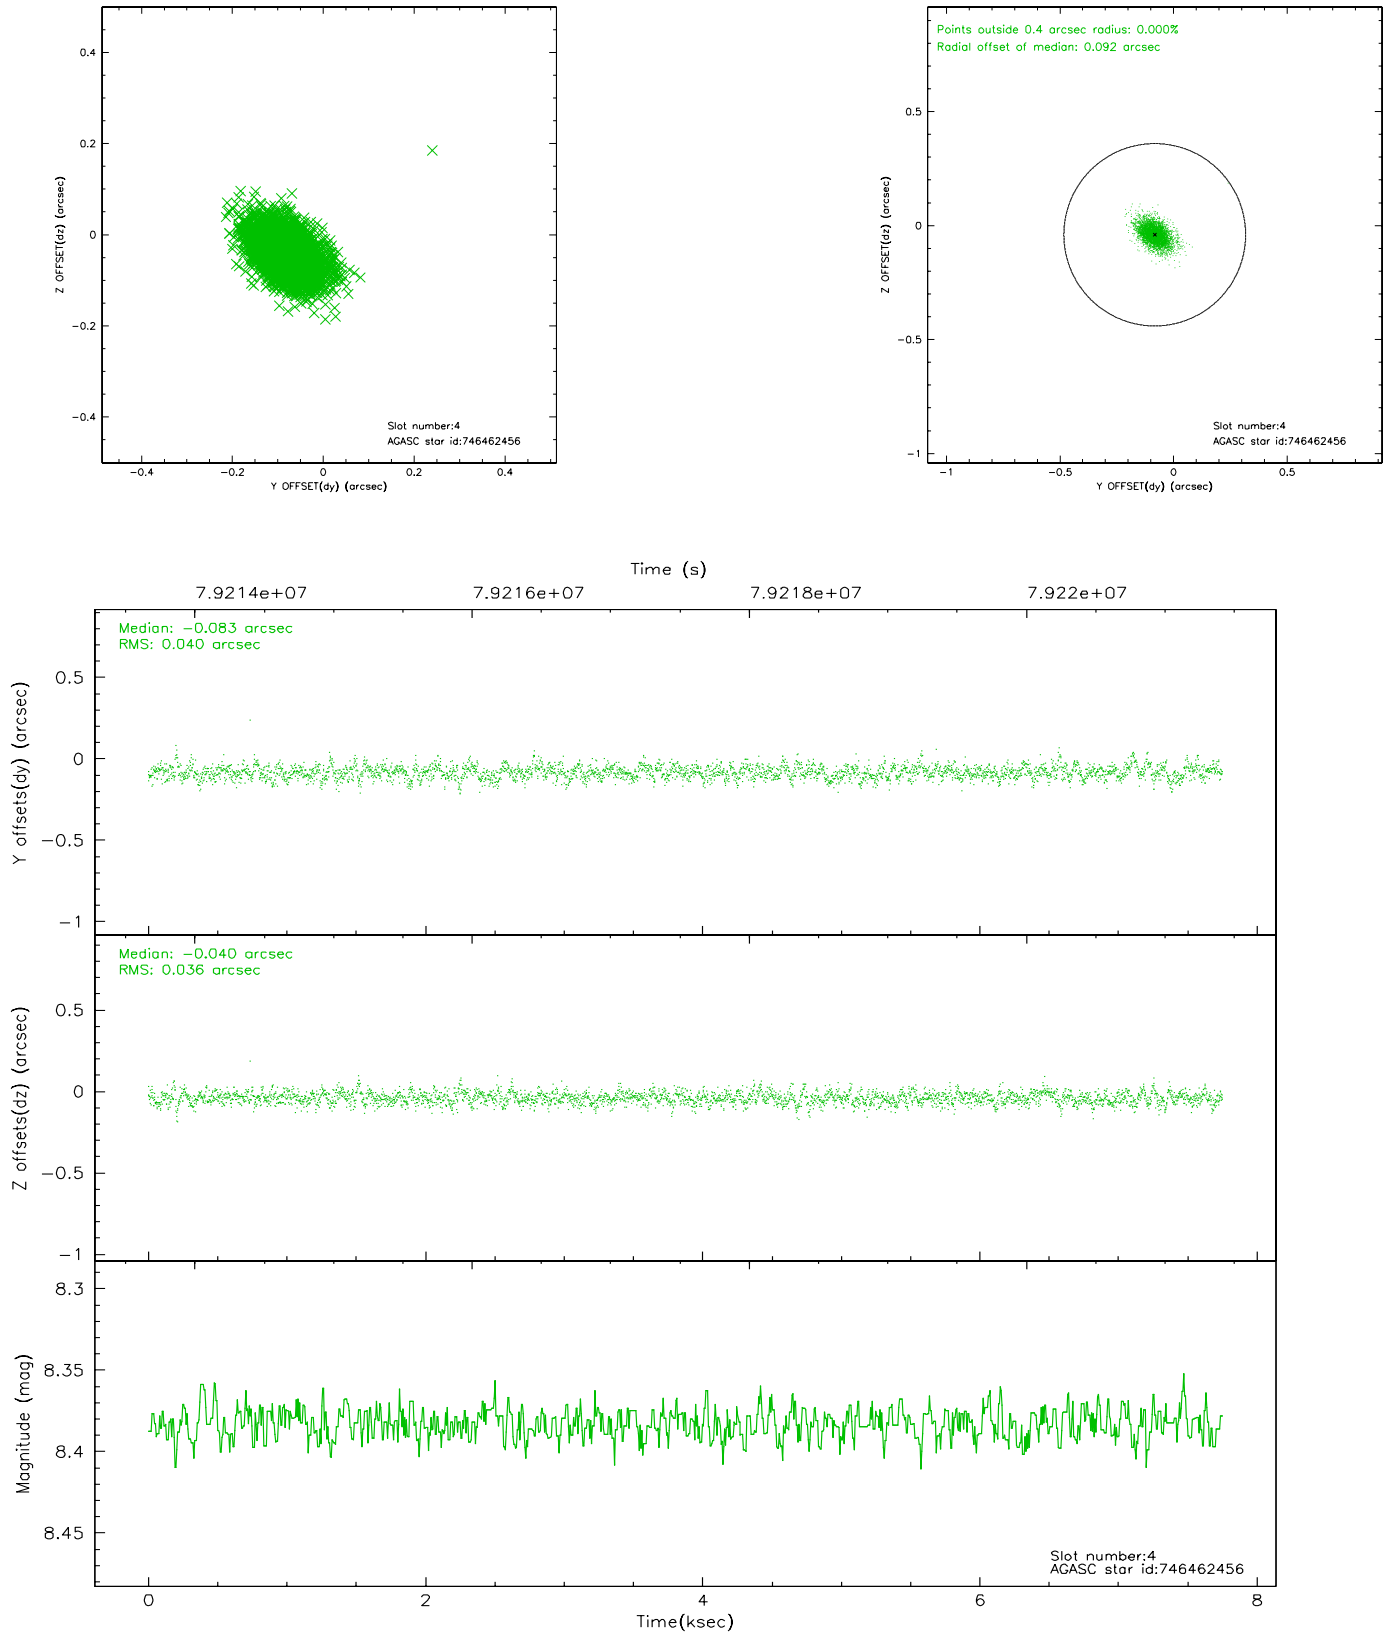 0.4
0.2
0
−0.2
−0.4
Z OFFSET(dz) (arcsec)
Slot number:4
AGASC star id:746462456
−0.4 −0.2 0 0.2 0.4
Y OFFSET(dy) (arcsec)
Points outside 0.4 arcsec radius: 0.000%
Radial offset of median: 0.092 arcsec
0.5
0
−0.5
−1
Z OFFSET(dz) (arcsec)
Slot number:4
AGASC star id:746462456
−1 −0.5 0 0.5
Y OFFSET(dy) (arcsec)
Time (s)
7.9214e+07 7.9216e+07 7.9218e+07 7.922e+07
Median: −0.083 arcsec
RMS: 0.040 arcsec
0.5
0
−0.5
−1
Y offsets(dy) (arcsec)
Median: −0.040 arcsec
RMS: 0.036 arcsec
0.5
0
−0.5
−1
Z offsets(dz) (arcsec)
8.3
8.35
8.4
8.45
Magnitude (mag)
Slot number:4
AGASC star id:746462456
0 2 4 6 8
Time(ksec)